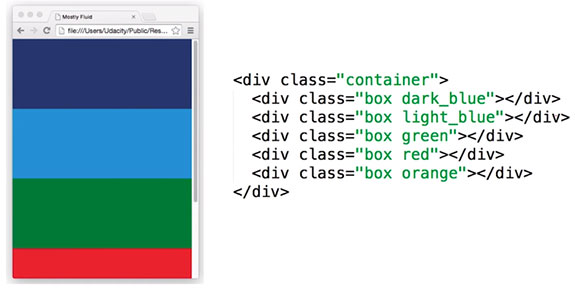 Mostly Fluid
file:///Users/Udacity/Public/Res...
<div class="container">
<div class="box dark_blue"></div>
<div class="box light_blue"></div>
<div class="box green"></div>
<div class="box red"></div>
<div class="box orange"></div>
</div>